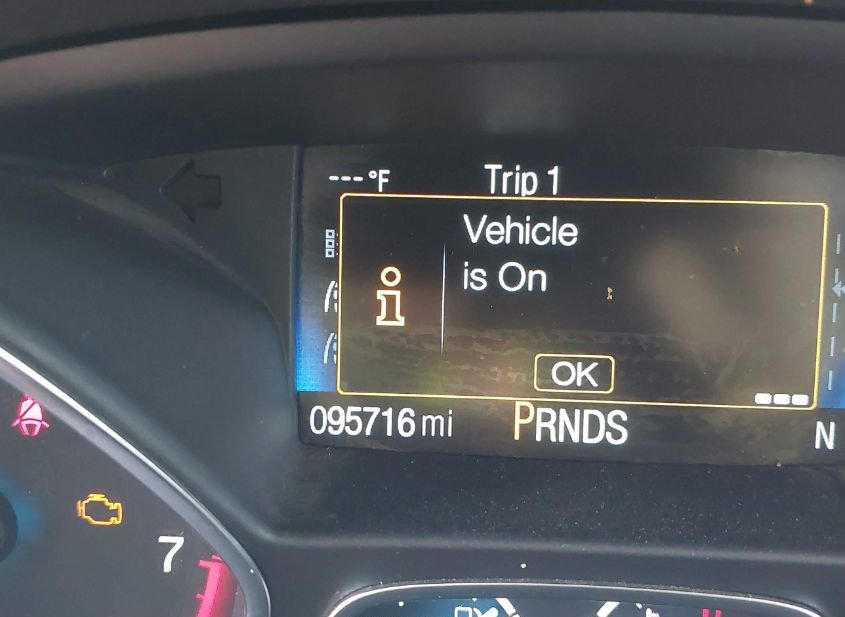 ---°F
Trip 1
Vehicle
is On
OK
095716 mi
PRNDS
N
7